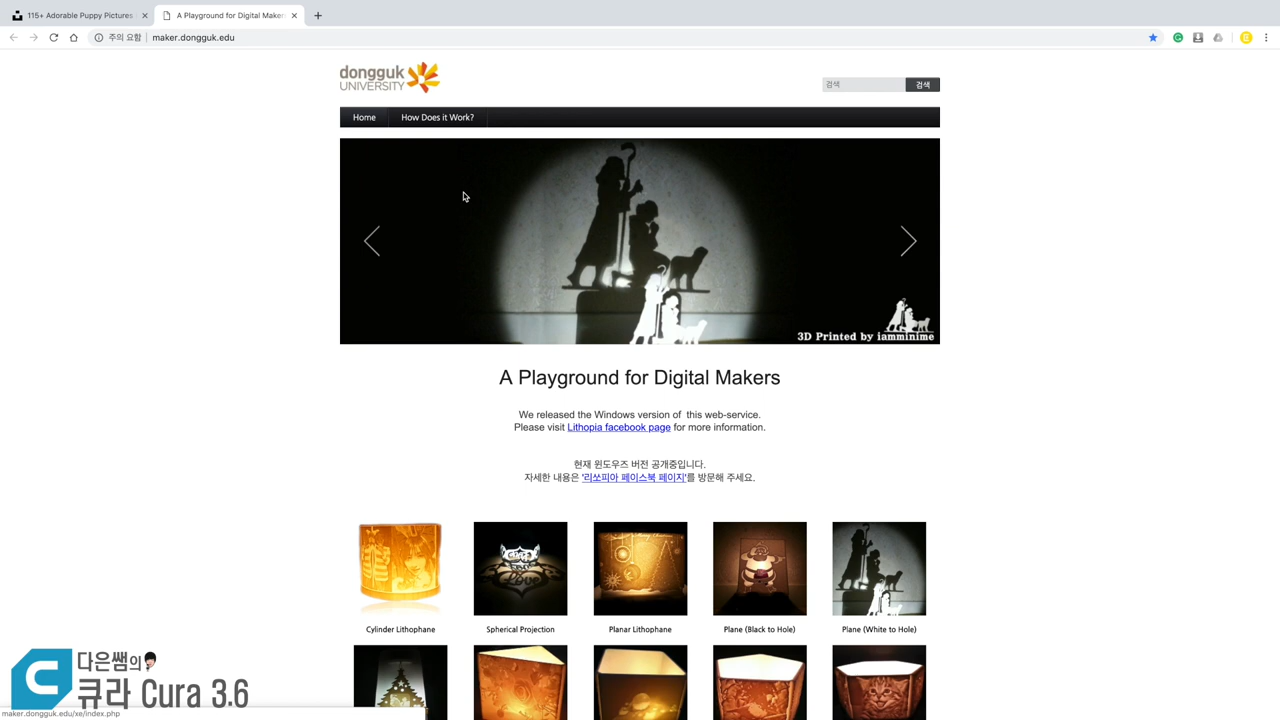 115+ Adorable Puppy Pictures
A Playground for Digital Maker
주의 요함
maker.dongguk.edu
dongguk
UNIVERSITY
검색
검색
Home
How Does it Work?
3D Printed by iamminime
A Playground for Digital Makers
We released the Windows version of this web-service.
Please visit Lithopia facebook page for more information.
현재 윈도우즈 버전 공개중입니다.
자세한 내용은 '리쏘피아 페이스북 페이지'를 방문해 주세요.
Love
Cylinder Lithophane
Spherical Projection
Planar Lithophane
Plane (Black to Hole)
Plane (White to Hole)
다은쌤의
큐라 Cura 3.6
maker.dongguk.edu/xe/index.php